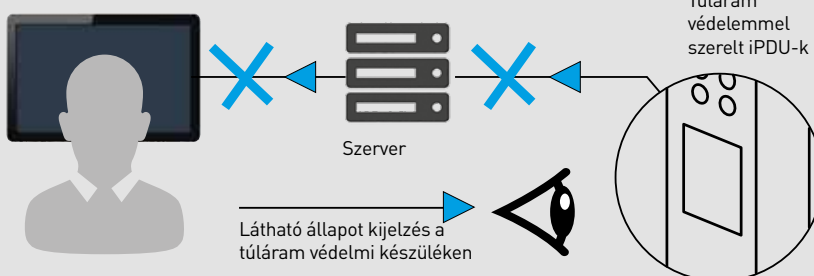 Túláram
védelemmel
szerelt iPDU-k
Szerver
Látható állapot kijelzés a
túláram védelmi készüléken